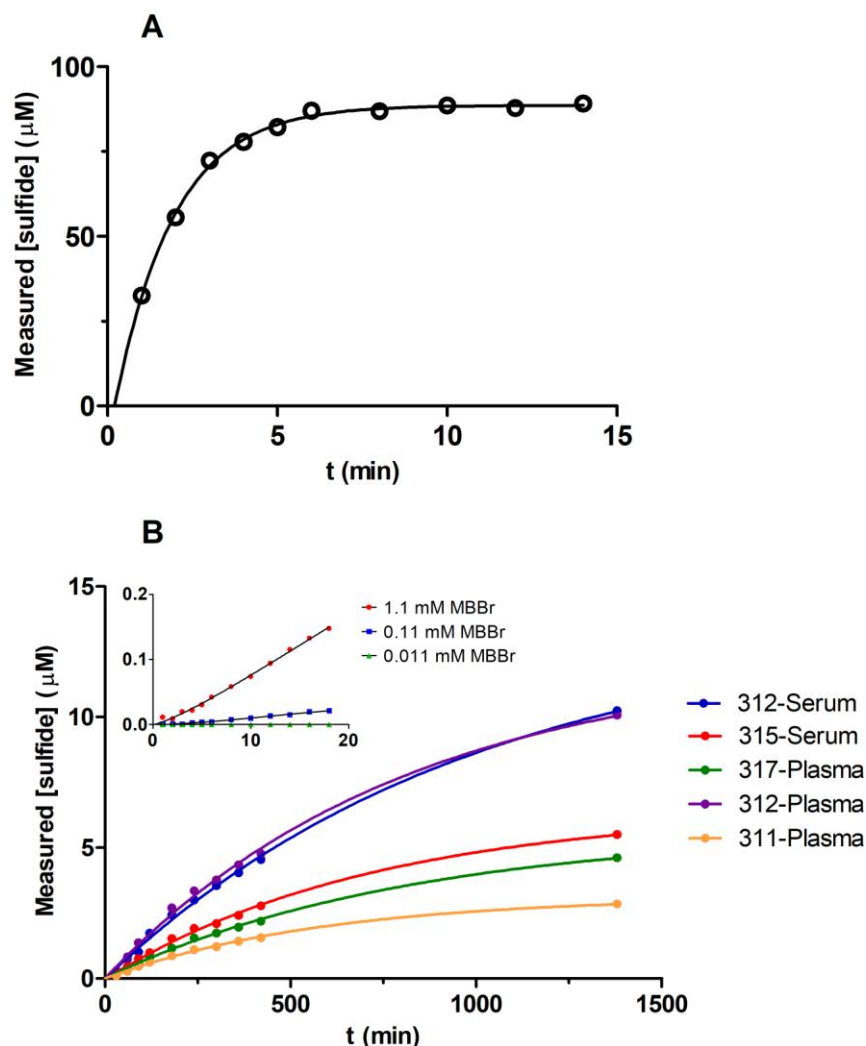 A
Measured [sulfide] (μM)
100
50
0
0 5 10 15
t (min)
B
Measured [sulfide] (μM)
15
10
5
0
0 500 1000 1500
t (min)
0.2
0.1
0.0
0 10 20
1.1 mM MBBr
0.11 mM MBBr
0.011 mM MBBr
312-Serum
315-Serum
317-Plasma
312-Plasma
311-Plasma